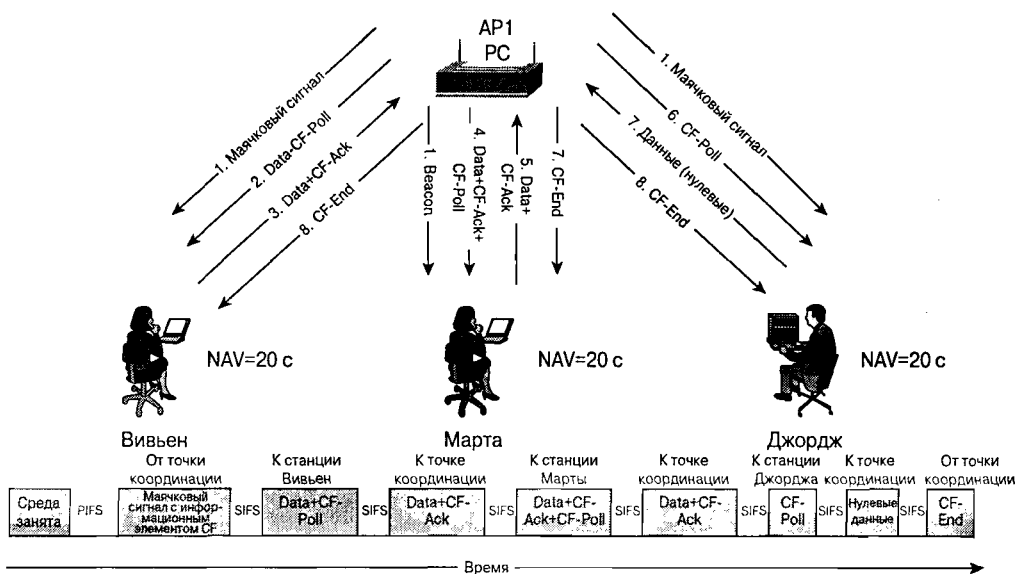 AP1
PC
1. Маячковый сигнал
2. Data-CF-Poll
3. Data+CF-Ack
8. CF-End
1. Beacon
4. Data+CF-Ack+
CF-Poll
5. Data+
CF-Ack
7. CF-End
1. Маячковый сигнал
6. CF-Poll
7. Данные (нулевые)
8. CF-End
NAV=20 с
NAV=20 с
NAV=20 с
Вивьен
Марта
Джордж
От точки
координации
К станции
Вивьен
К точке
координации
К станции
Марты
К точке
координации
К станции
Джорджа
К точке
координации
От точки
координации
Среда
занята
PIFS
Маячковый
сигнал с инфор-
мационным
элементом CF
SIFS
Data+CF-
Poll
SIFS
Data+CF-
Ack
SIFS
Data+CF-
Ack+CF-Poll
SIFS
Data+CF-
Ack
SIFS
CF-
Poll
SIFS
Нулевые
данные
SIFS
CF-
End
Время